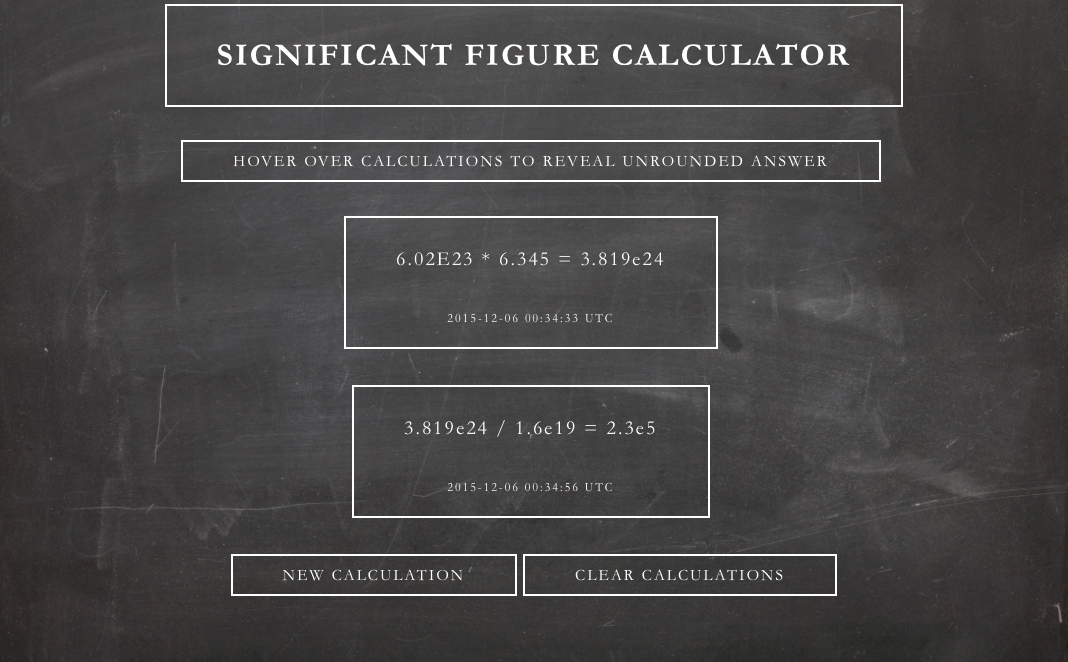 SIGNIFICANT FIGURE CALCULATOR
HOVER OVER CALCULATIONS TO REVEAL UNROUNDED ANSWER
6.02E23 * 6.345 = 3.819e24
2015-12-06 00:34:33 UTC
3.819e24 / 1.6e19 = 2.3e5
2015-12-06 00:34:56 UTC
NEW CALCULATION
CLEAR CALCULATIONS